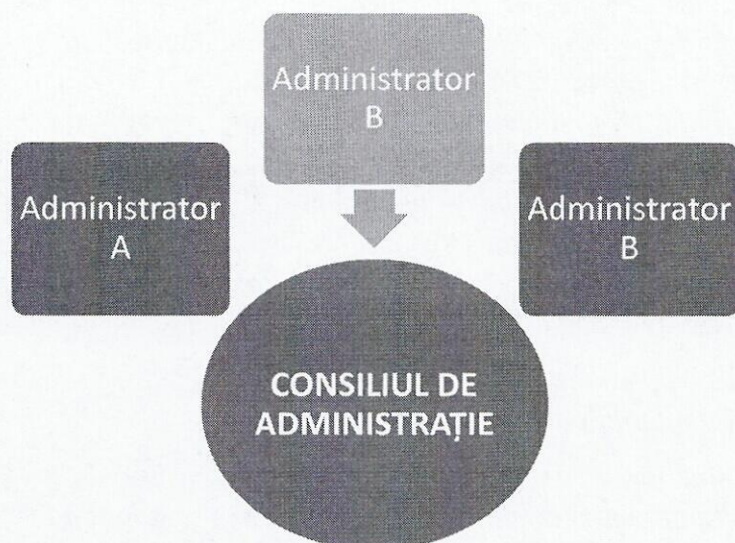 Administrator
B
Administrator
A
Administrator
B
CONSILIUL DE
ADMINISTRAȚIE